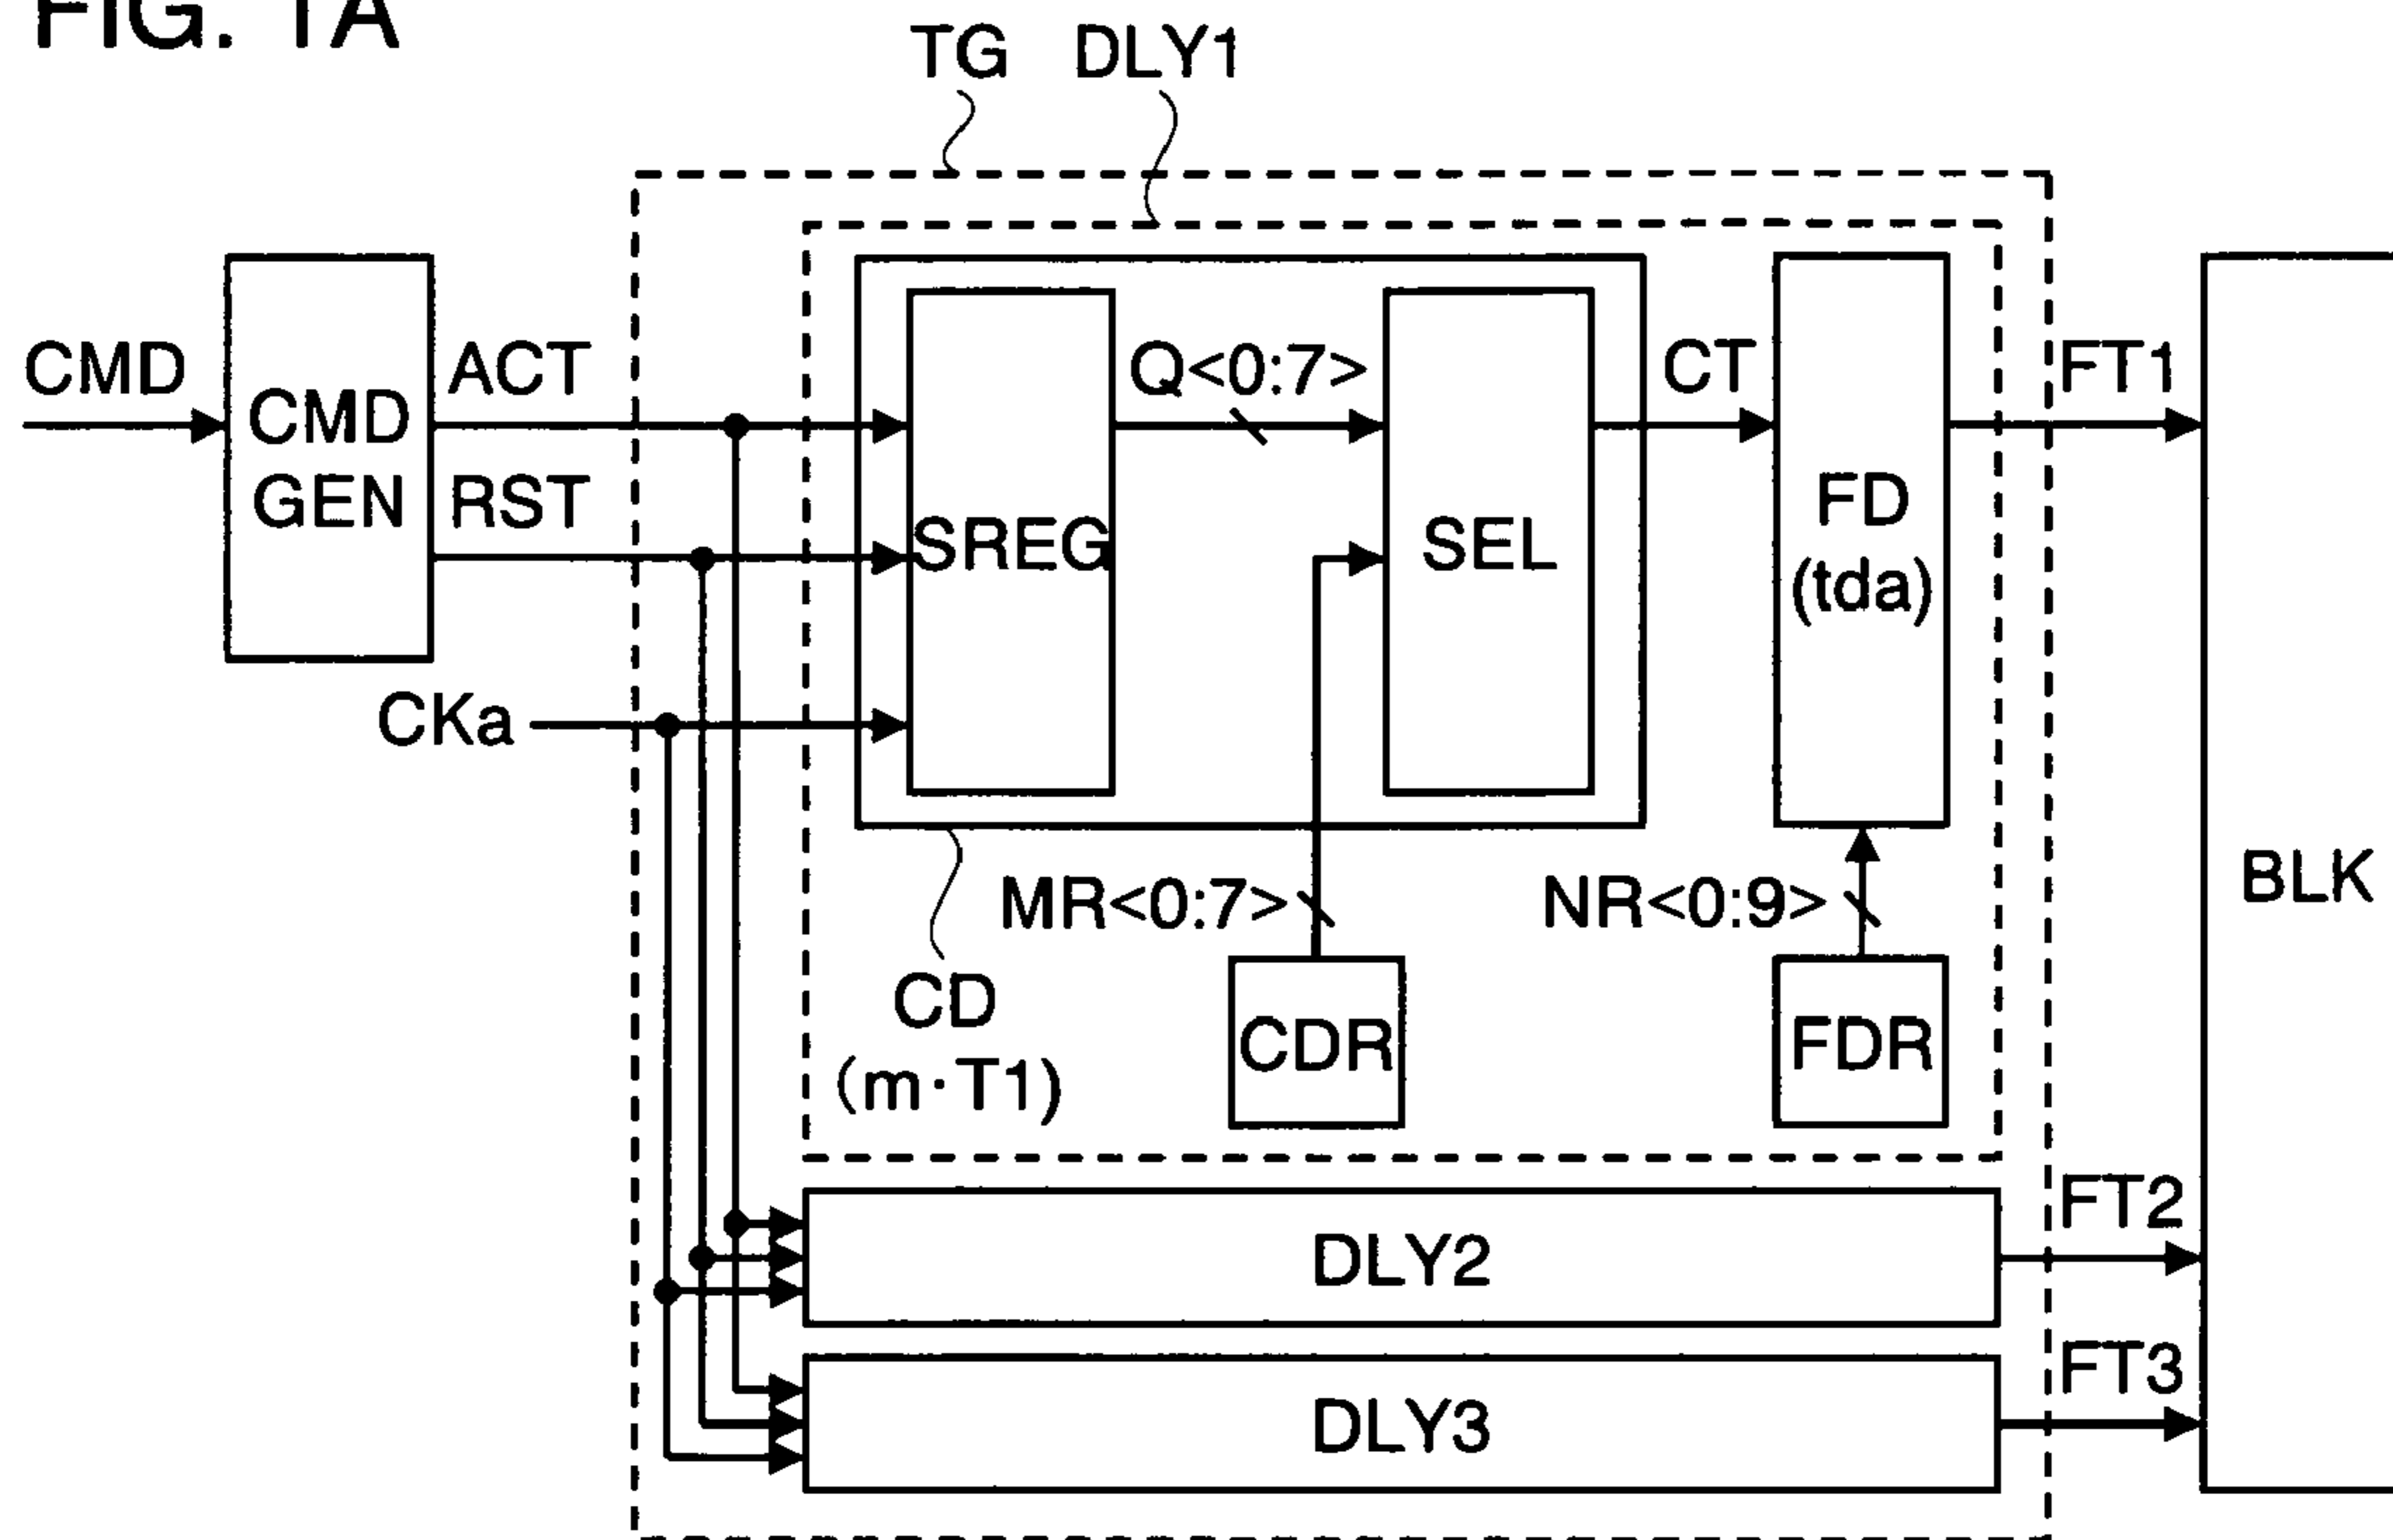 FIG. 1A
TG
DLY1
CMD
CMD
GEN
ACT
RST
CKa
SREG
Q<0:7>
SEL
CT
FD
(tda)
FT1
BLK
MR<0:7>
NR<0:9>
CD
(m·T1)
CDR
FDR
DLY2
FT2
DLY3
FT3